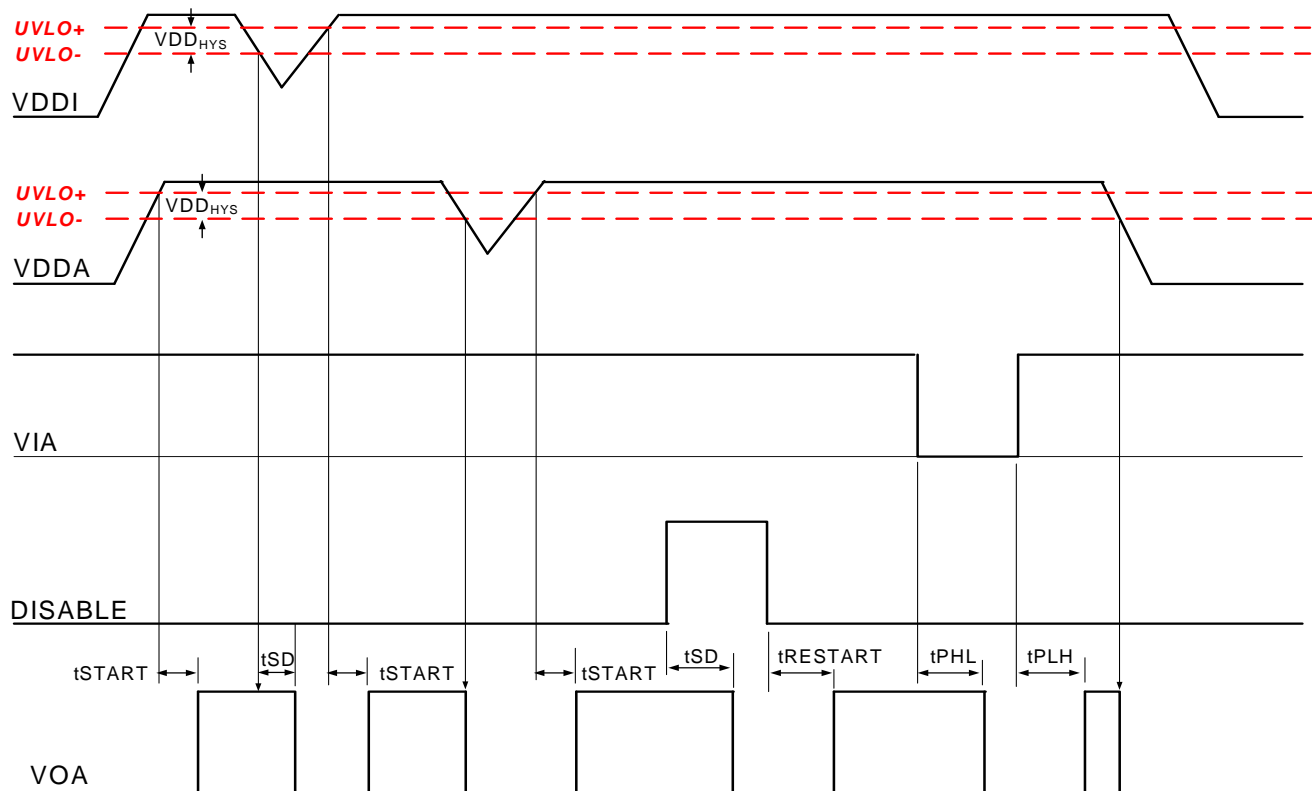 UVLO+
VDDHYS
UVLO-
VDDI
UVLO+
VDDHYS
UVLO-
VDDA
VIA
DISABLE
tSTART
tSD
tSTART
tSTART
tSD
tRESTART
tPHL
tPLH
VOA